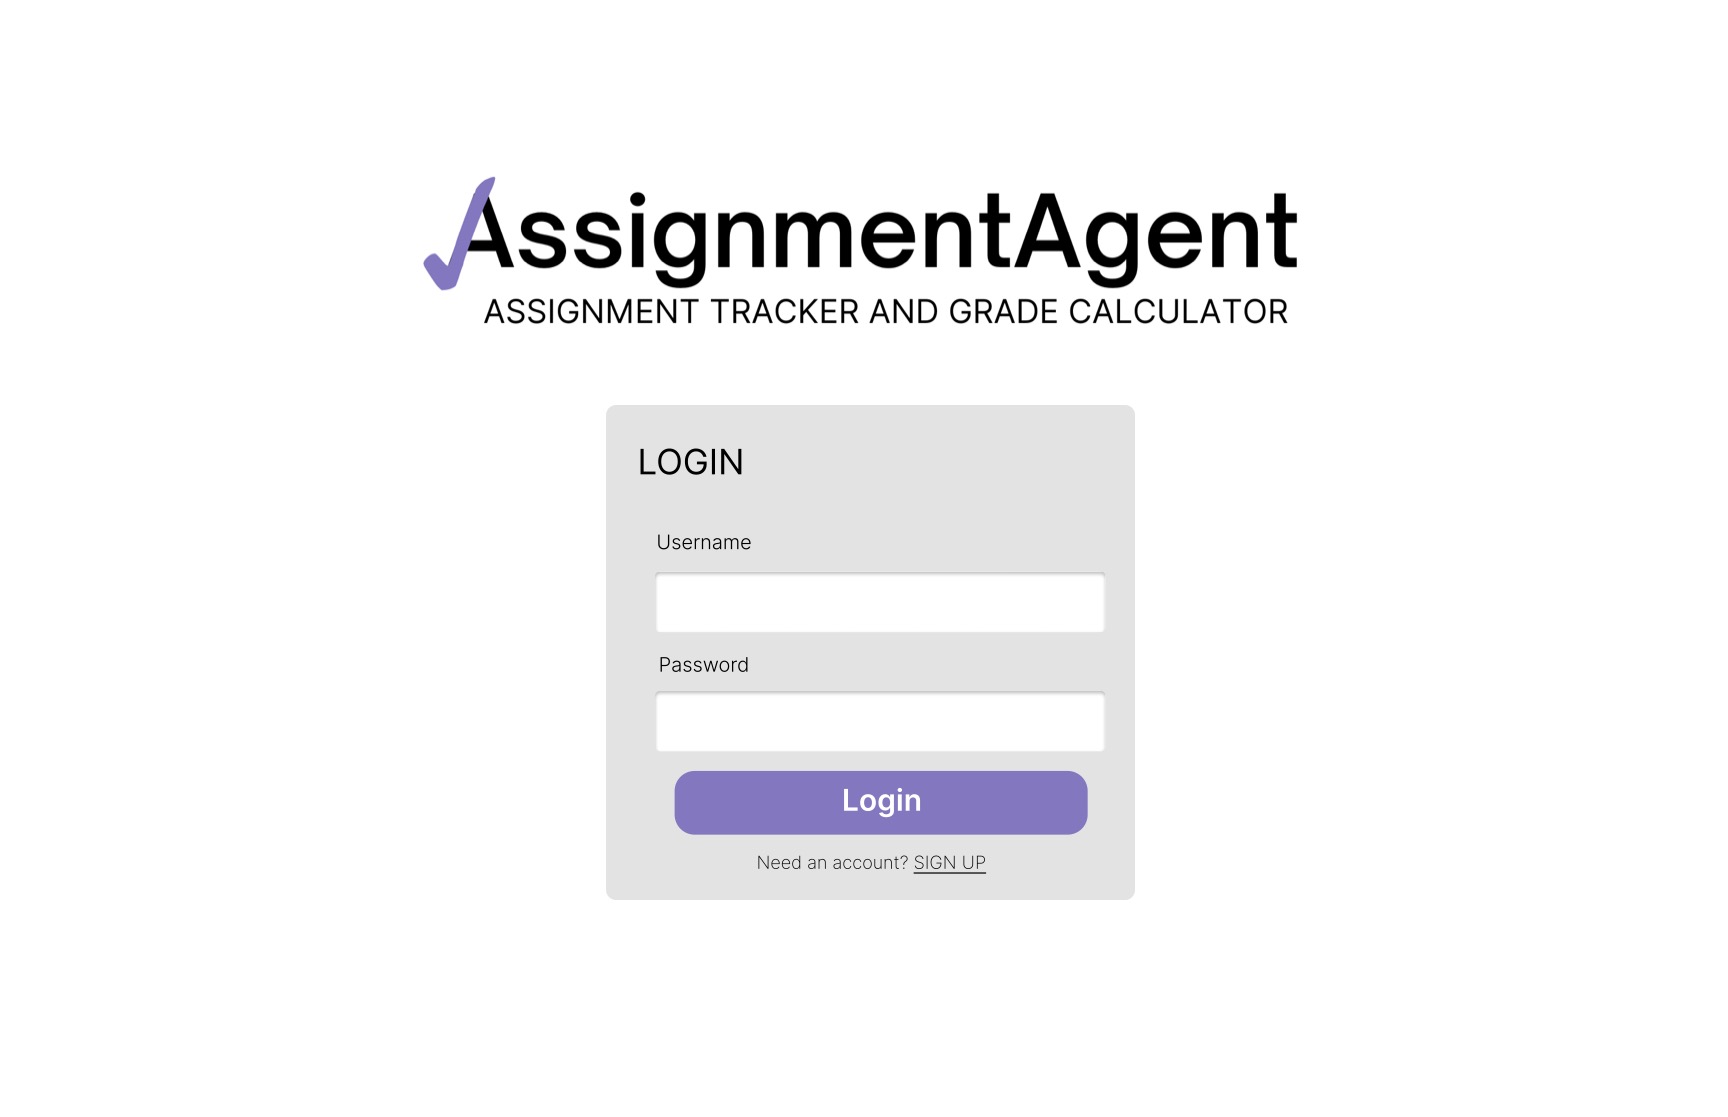 AssignmentAgent
ASSIGNMENT TRACKER AND GRADE CALCULATOR
LOGIN
Username
Password
Login
Need an account? SIGN UP